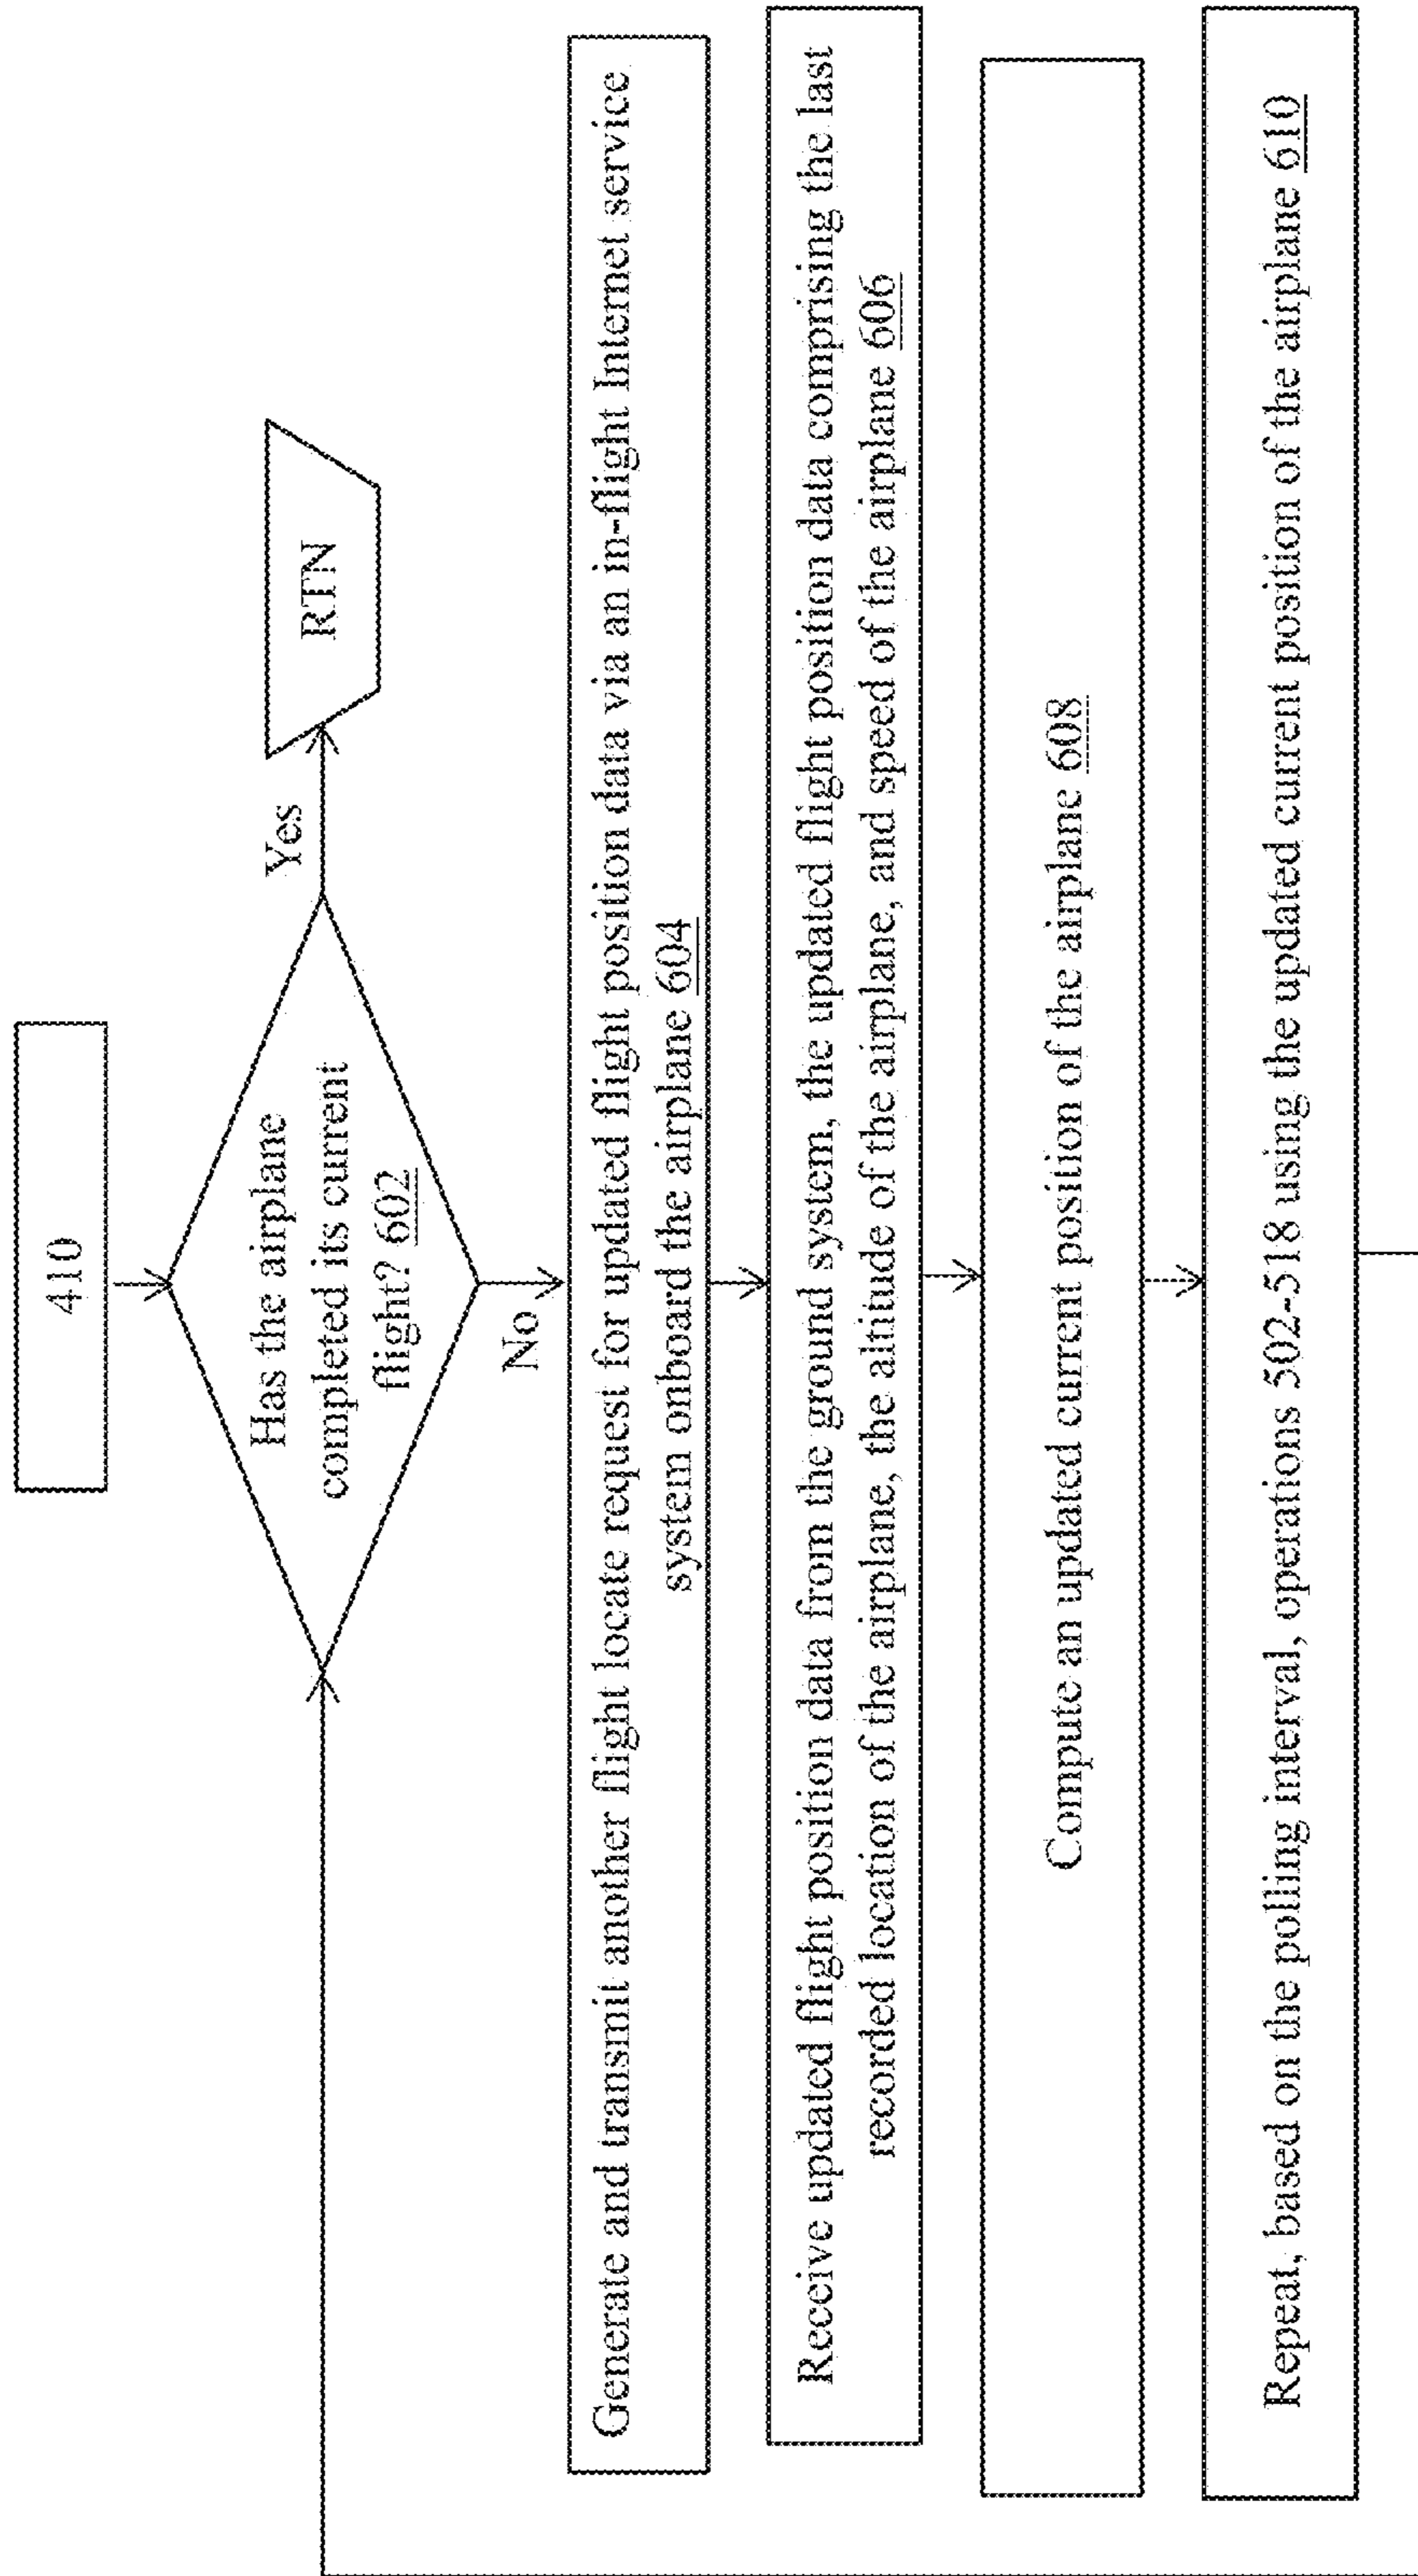 410
Has the airplane
completed its current
flight? 602
Yes
RTN
No
Generate and transmit another flight locate request for updated flight position data via an in-flight Internet service
system onboard the airplane 604
Receive updated flight position data from the ground system, the updated flight position data comprising the last
recorded location of the airplane, the altitude of the airplane, and speed of the airplane 606
Compute an updated current position of the airplane 608
Repeat, based on the polling interval, operations 502-518 using the updated current position of the airplane 610